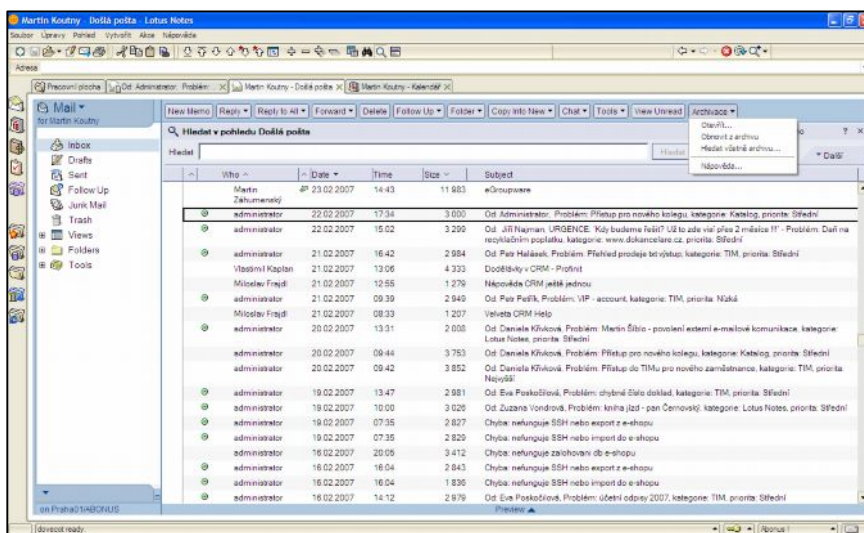 Martin Koutny - Došlá pošta - Lotus Notes
Soubor Úpravy Pohled Vytvořit Akce Nápověda
Adresa
Pracovní plocha Od: Administrator, Problém: ... Martin Koutny - Došlá pošta Martin Koutny - Kalendář
Mail
for Martin Koutny
New Memo Reply Reply to All Forward Delete Follow Up Folder Copy Into New Chat Tools View Unread Archivace
Otevřít...
Obnovit z archivu
Hledat včetně archivu...
Nápověda...
Hledat v pohledu Došlá pošta
Hledat Hledat Další
Inbox
Drafts
Sent
Follow Up
Junk Mail
Trash
Views
Folders
Tools
Who Date Time Size Subject
Martin Záhumenský 23.02.2007 14:43 11 983 eGroupware
administrator 22.02.2007 17:34 3 000 Od: Administrator, Problém: Přístup pro nového kolegu, kategorie: Katalog, priorita: Střední
administrator 22.02.2007 15:02 3 299 Od: Jiří Najman, URGENCE: 'Kdy budeme řešit? Už to zde visí přes 2 měsíce !!!' - Problém: Daň na
recyklačním poplatku, kategorie: www.dokancelare.cz, priorita: Střední
administrator 21.02.2007 16:42 2 984 Od: Petr Halásek, Problém: Přehled prodeje txt výstup, kategorie: TIM, priorita: Střední
Vlastimil Kaplan 21.02.2007 13:06 4 333 Dodělávky v CRM - Profinit
Miloslav Frajdl 21.02.2007 12:55 1 279 Nápověda CRM ještě jednou
administrator 21.02.2007 09:39 2 949 Od: Petr Petřík, Problém: VIP - account, kategorie: TIM, priorita: Nízká
Miloslav Frajdl 21.02.2007 08:33 1 207 Velveta CRM Help
administrator 20.02.2007 13:31 2 008 Od: Daniela Křivková, Problém: Martin Šíblo - povolení externí e-mailové komunikace, kategorie:
Lotus Notes, priorita: Střední
administrator 20.02.2007 09:44 3 753 Od: Daniela Křivková, Problém: Přístup pro nového kolegu, kategorie: Katalog, priorita: Střední
administrator 20.02.2007 09:42 3 852 Od: Daniela Křivková, Problém: Přístup do TIMu pro nového zaměstnance, kategorie: TIM, priorita:
Nejvyšší
administrator 19.02.2007 13:47 2 981 Od: Eva Poskočilová, Problém: chybné číslo doklad, kategorie: TIM, priorita: Střední
administrator 19.02.2007 10:00 3 026 Od: Zuzana Vondrová, Problém: kniha jízd - pan Černovský, kategorie: Lotus Notes, priorita: Střední
administrator 19.02.2007 07:35 2 827 Chyba: nefunguje SSH nebo export z e-shopu
administrator 19.02.2007 07:35 2 829 Chyba: nefunguje SSH nebo import do e-shopu
administrator 16.02.2007 20:05 3 412 Chyba: nefunguje zalohovani db e-shopu
administrator 16.02.2007 16:04 2 843 Chyba: nefunguje SSH nebo export z e-shopu
administrator 16.02.2007 16:04 1 836 Chyba: nefunguje SSH nebo import do e-shopu
administrator 16.02.2007 14:12 2 979 Od: Eva Poskočilová, Problém: účetní odpisy 2007, kategorie: TIM, priorita: Střední
on Praha01/ABONUS Preview
dovecot ready.